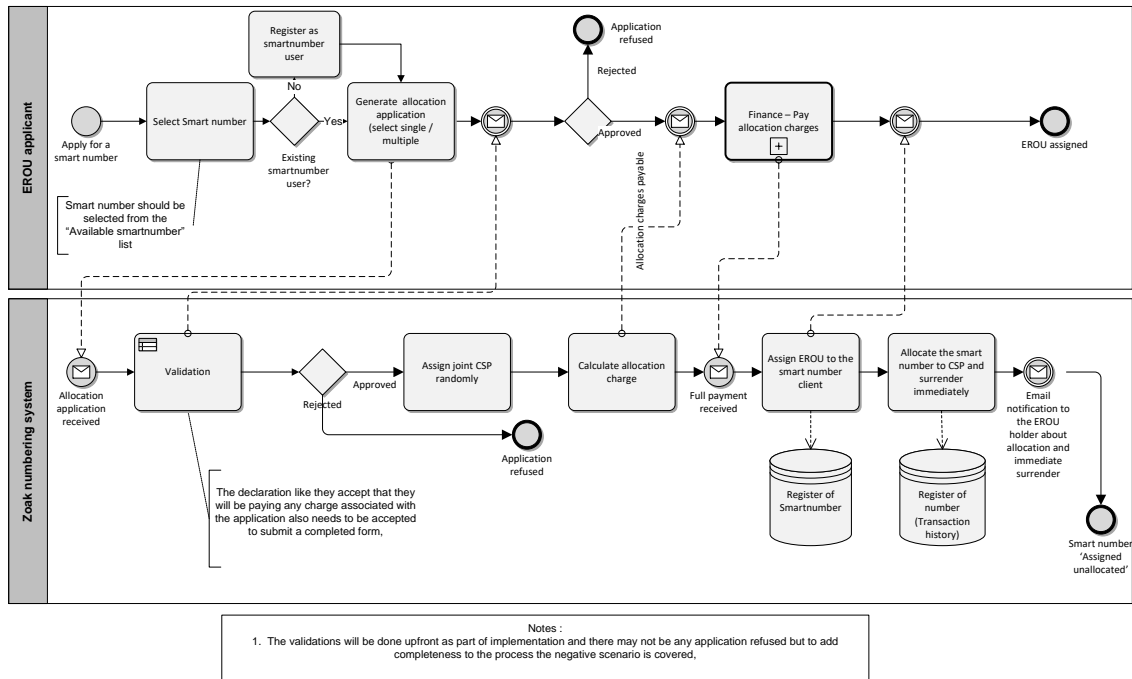 EROU applicant
Register as
smartnumber
user
Application
refused
Rejected
No
Apply for a
smart number
Select Smart number
Yes
Existing
smartnumber
user?
Generate allocation
application
(select single /
multiple
Approved
Finance – Pay
allocation charges
EROU assigned
Smart number should be
selected from the
“Available smartnumber”
list
Allocation charges payable
Zoak numbering system
Allocation
application
received
Validation
Rejected
Approved
Assign joint CSP
randomly
Calculate allocation
charge
Full payment
received
Assign EROU to the
smart number
client
Allocate the smart
number to CSP and
surrender
immediately
Email
notification to
the EROU
holder about
allocation and
immediate
surrender
Application
refused
The declaration like they accept that they
will be paying any charge associated with
the application also needs to be accepted
to submit a completed form,
Register of
Smartnumber
Register of
number
(Transaction
history)
Smart number
‘Assigned
unallocated’
Notes :
1. The validations will be done upfront as part of implementation and there may not be any application refused but to add
completeness to the process the negative scenario is covered,